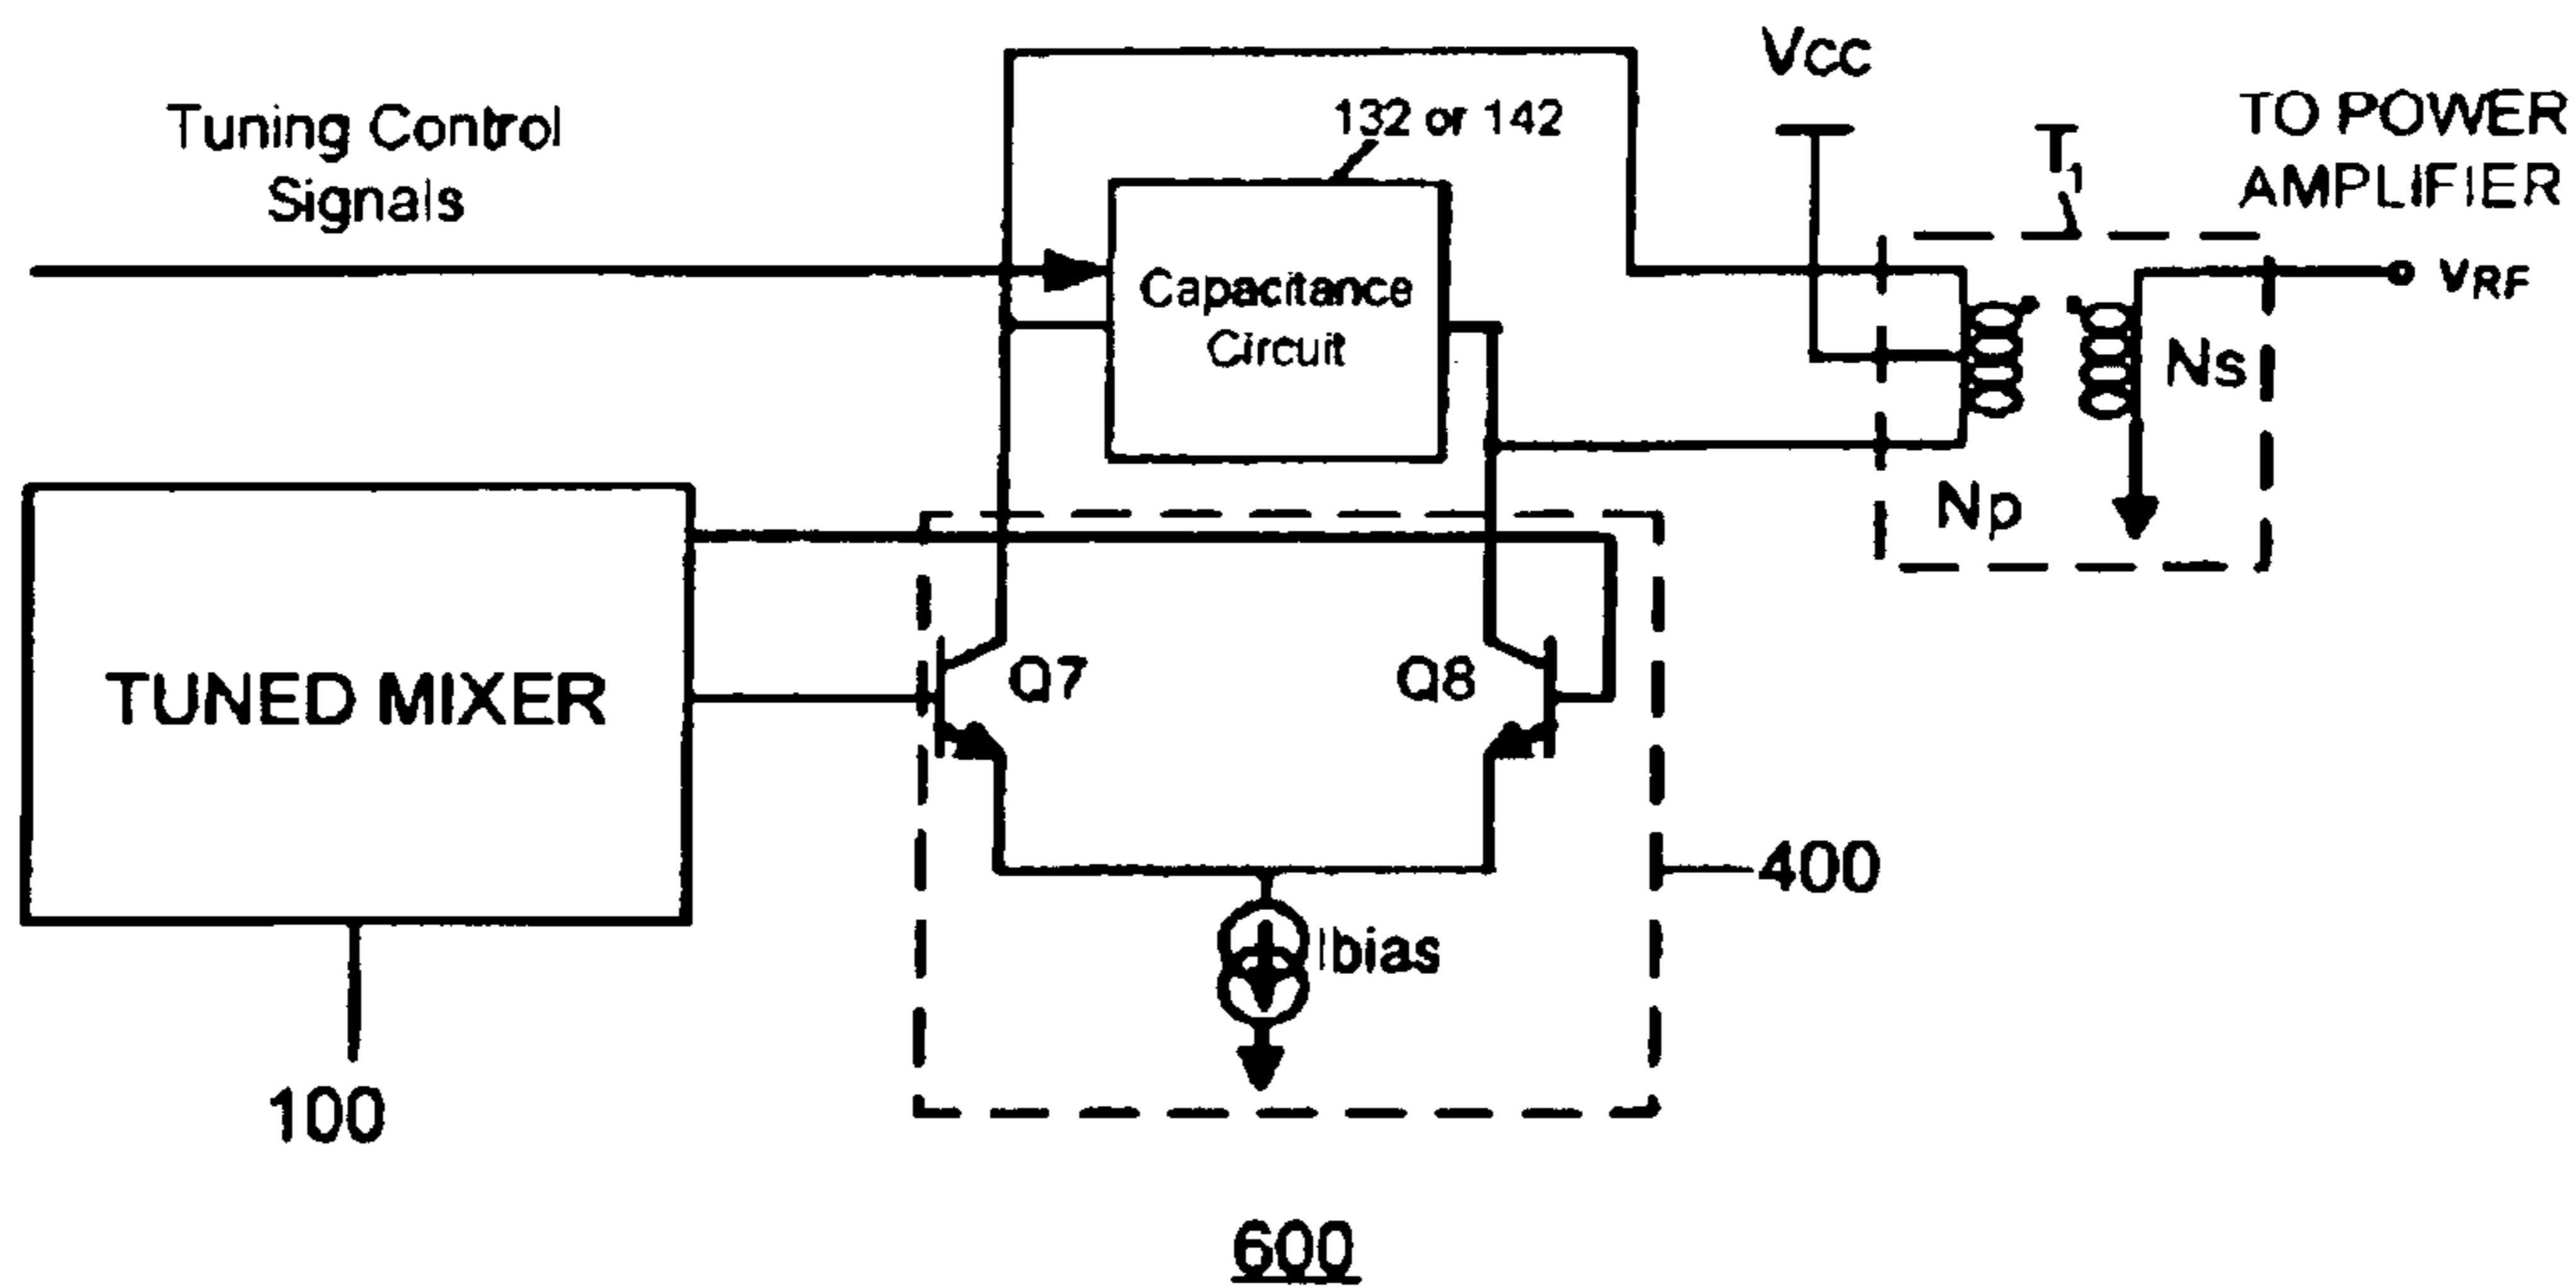 Tuning Control
Signals
132 or 142
Capacitance
Circuit
VCC
T1
TO POWER
AMPLIFIER
vRF
Ns
Np
TUNED MIXER
Q7
Q8
Ibias
400
100
600